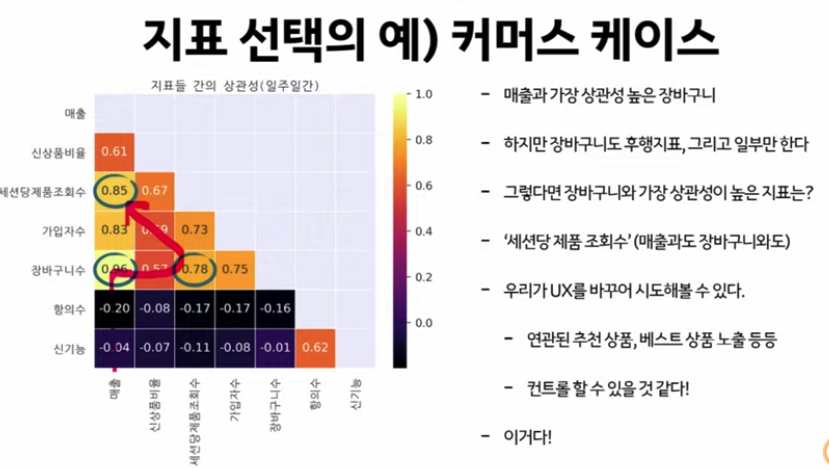 지표 선택의 예) 커머스 케이스
지표들 간의 상관성(일주일간)
매출
신상품비율 0.61
세션당제품조회수 0.85 0.67
가입자수 0.83 0.73
장바구니수 0.96 0.57 0.78 0.75
항의수 -0.20 -0.08 -0.17 -0.17 -0.16
신기능 -0.04 -0.07 -0.11 -0.08 -0.01 0.62
매출 신상품비율 세션당제품조회수 가입자수 장바구니수 항의수 신기능
1.0
0.8
0.6
0.4
0.2
0.0
- 매출과 가장 상관성 높은 장바구니
- 하지만 장바구니도 후행지표, 그리고 일부만 한다
- 그렇다면 장바구니와 가장 상관성이 높은 지표는?
- ‘세션당 제품 조회수’ (매출과도 장바구니와도)
- 우리가 UX를 바꾸어 시도해볼 수 있다.
- 연관된 추천 상품, 베스트 상품 노출 등등
- 컨트롤 할 수 있을 것 같다!
- 이거다!